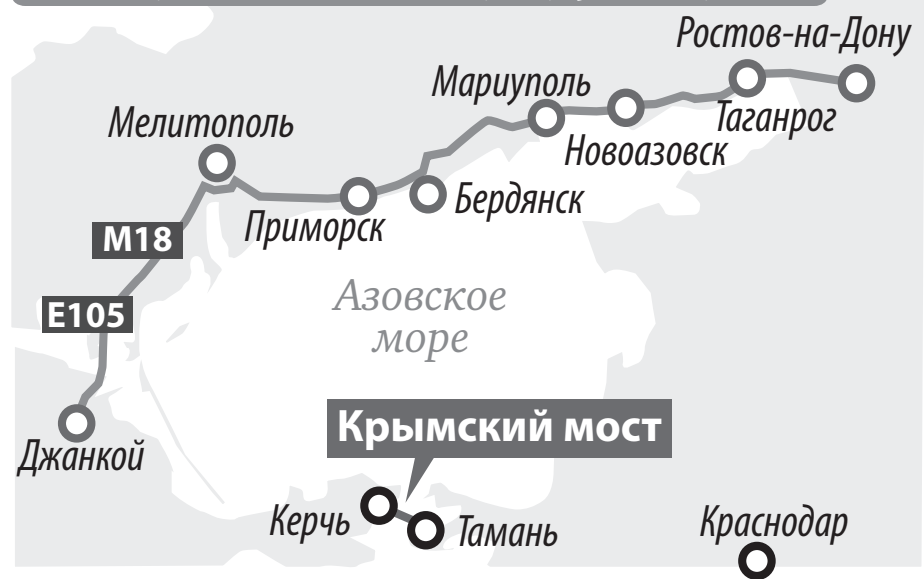 Ростов-на-Дону
Мариуполь
Таганрог
Мелитополь
Новоазовск
Бердянск
Приморск
М18
Азовское
море
Е105
Крымский мост
Джанкой
Керчь
Тамань
Краснодар